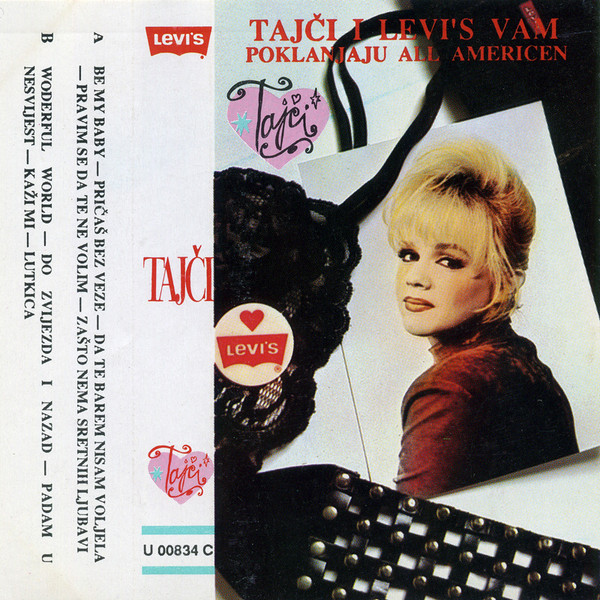 A BE MY BABY — PRIČAŠ BEZ VEZE — DA TE BAREM NISAM VOLJELA
— PRAVIM SE DA TE NE VOLIM — ZAŠTO NEMA SRETNIH LJUBAVI
B WODERFUL WORLD — DO ZVIJEZDA I NAZAD — PADAM U
NESVIJEST — KAŽI MI — LUTKICA
LEVI'S
TAJČI
Tajči
U 00834 C
TAJČI I LEVI'S VAM
POKLANJAJU ALL AMERICEN
Tajči
LEVI'S